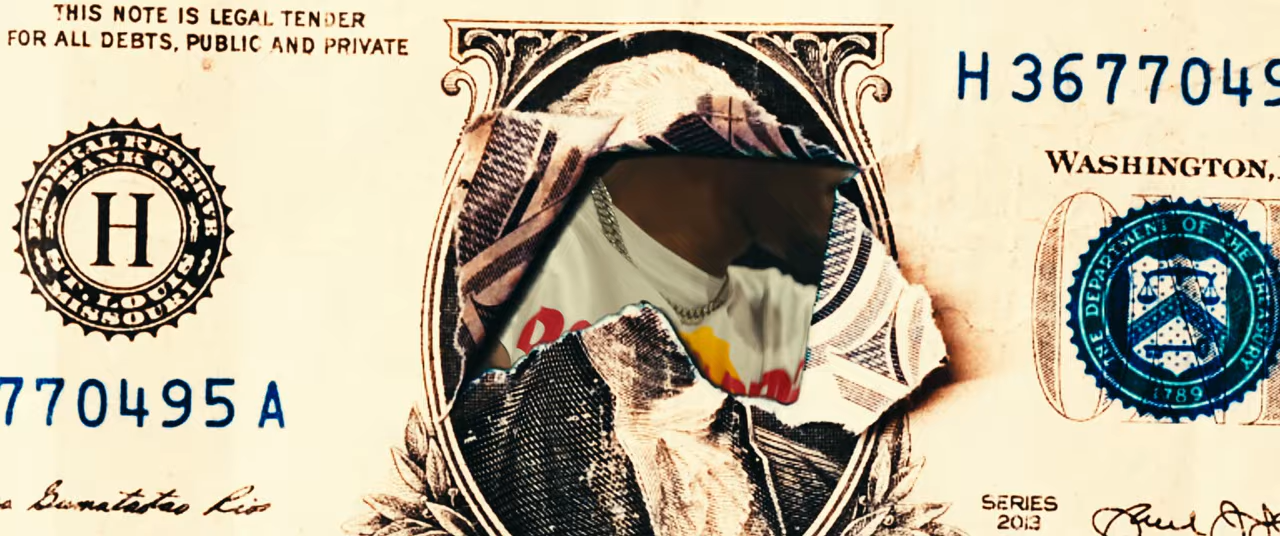 THIS NOTE IS LEGAL TENDER
FOR ALL DEBTS, PUBLIC AND PRIVATE
FEDERAL RESERVE
BANK OF
H
ST. LOUIS
MISSOURI
770495 A
H 3677049
WASHINGTON,
THE DEPARTMENT OF THE TREASURY
1789
SERIES
2013